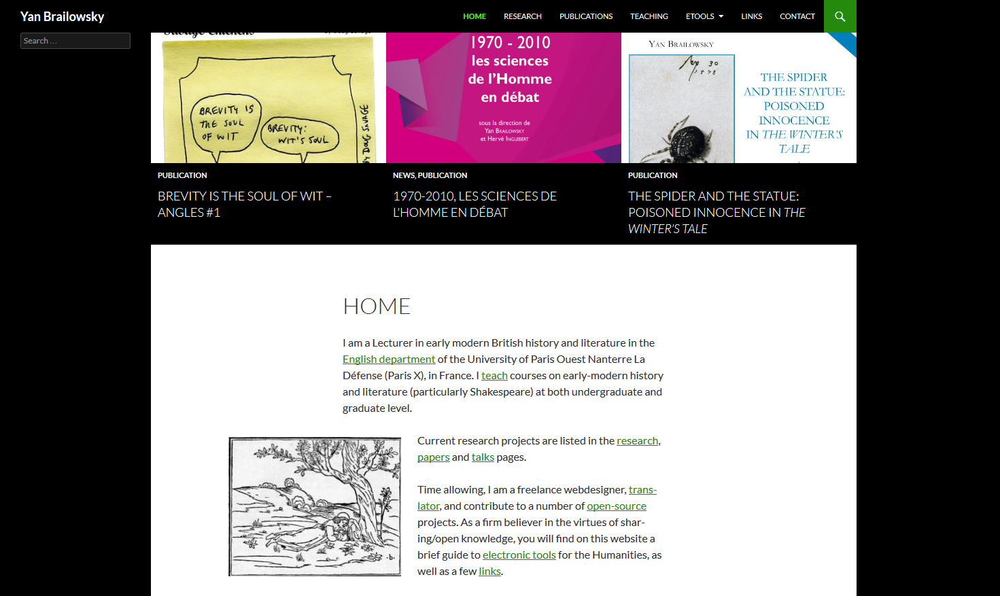 Yan Brailowsky
HOME RESEARCH PUBLICATIONS TEACHING ETOOLS LINKS CONTACT
Search …
Savage Chickens
BREVITY IS
THE SOUL
OF WIT
BREVITY:
WIT'S SOUL
BY DOUG SAVAGE
1970 - 2010
les sciences
de l'Homme
en débat
sous la direction de
Yan Brailowsky
et Hervé Inglebert
Yan Brailowsky
THE SPIDER
AND THE STATUE:
POISONED
INNOCENCE
IN THE WINTER'S
TALE
PUBLICATION
BREVITY IS THE SOUL OF WIT –
ANGLES #1
NEWS, PUBLICATION
1970-2010, LES SCIENCES DE
L'HOMME EN DÉBAT
PUBLICATION
THE SPIDER AND THE STATUE:
POISONED INNOCENCE IN THE
WINTER'S TALE
HOME
I am a Lecturer in early modern British history and literature in the
English department of the University of Paris Ouest Nanterre La
Défense (Paris X), in France. I teach courses on early-modern history
and literature (particularly Shakespeare) at both undergraduate and
graduate level.
Current research projects are listed in the research,
papers and talks pages.
Time allowing, I am a freelance webdesigner, trans-
lator, and contribute to a number of open-source
projects. As a firm believer in the virtues of shar-
ing/open knowledge, you will find on this website a
brief guide to electronic tools for the Humanities, as
well as a few links.
·b.